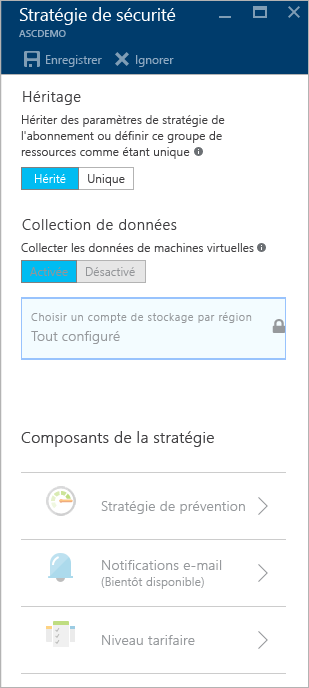 Stratégie de sécurité
ASCDEMO
Enregistrer Ignorer
Héritage
Hériter des paramètres de stratégie de
l'abonnement ou définir ce groupe de
ressources comme étant unique
Hérité Unique
Collection de données
Collecter les données de machines virtuelles
Activée Désactivé
Choisir un compte de stockage par région
Tout configuré
Composants de la stratégie
Stratégie de prévention
Notifications e-mail
(Bientôt disponible)
Niveau tarifaire